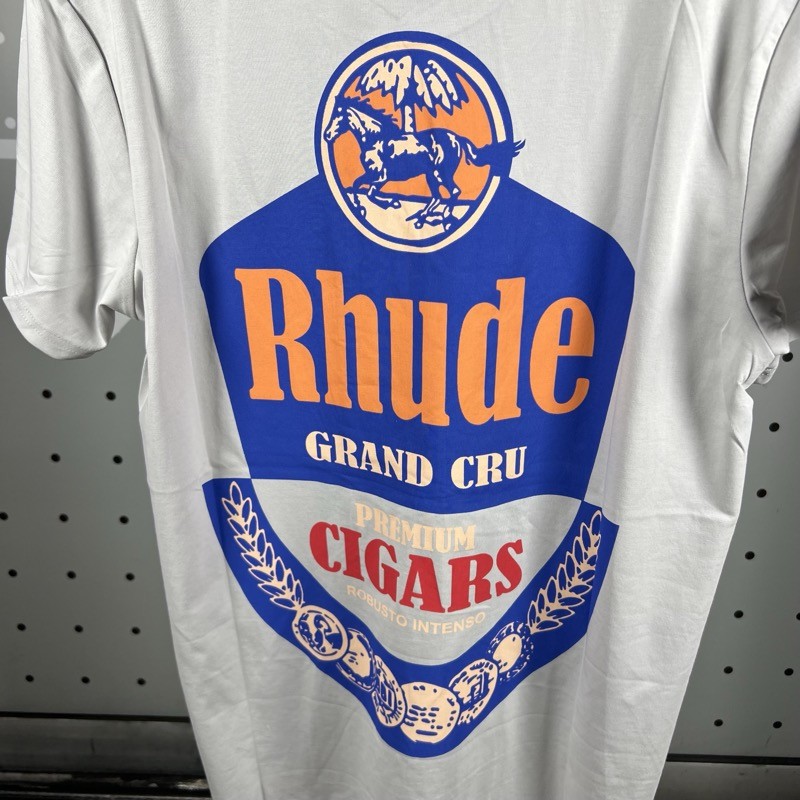 Rhude
GRAND CRU
PREMIUM
CIGARS
ROBUSTO INTENSO